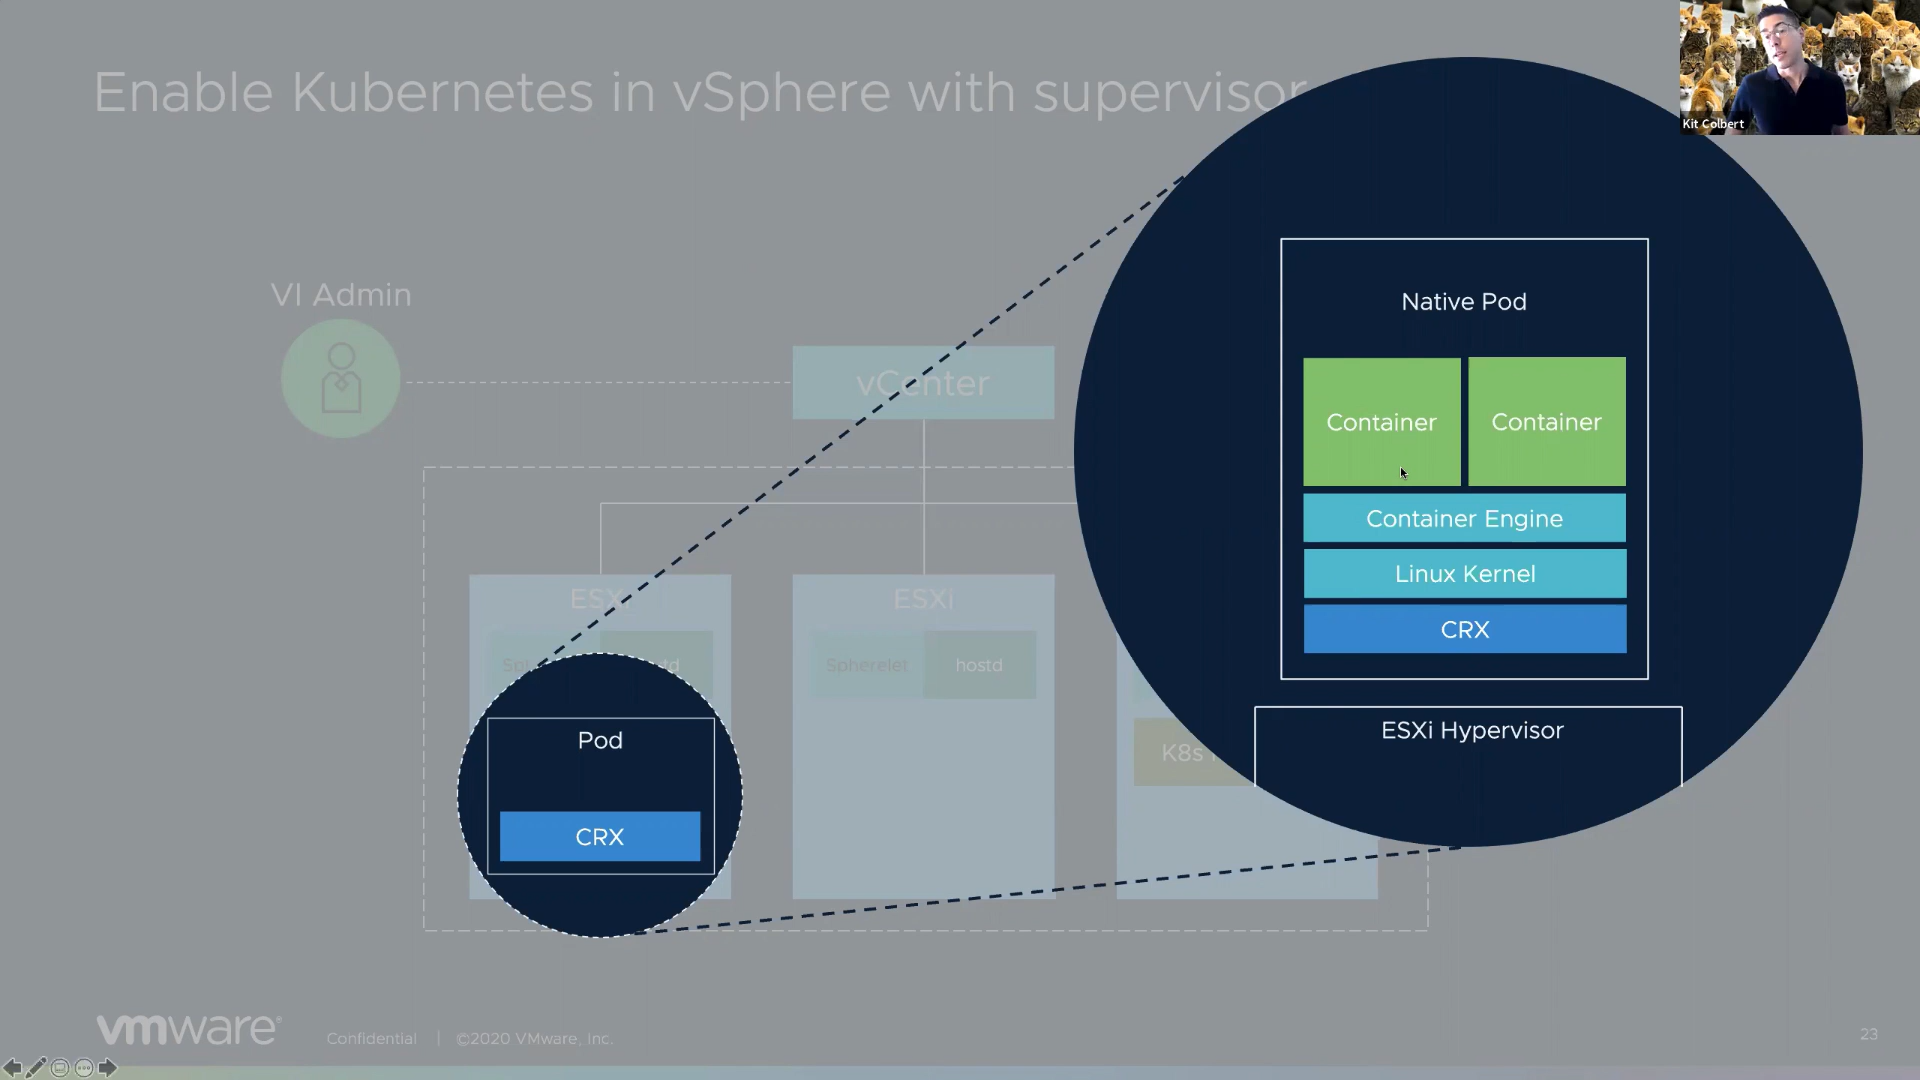 Enable Kubernetes in vSphere with supervisor
Kit Colbert
VI Admin
vCenter
Native Pod
Container
Container
Container Engine
Linux Kernel
CRX
ESXi Hypervisor
ESXi
ESXi
Spherelet
hostd
K8s
Pod
CRX
vmware
Confidential | ©2020 VMware, Inc.
23